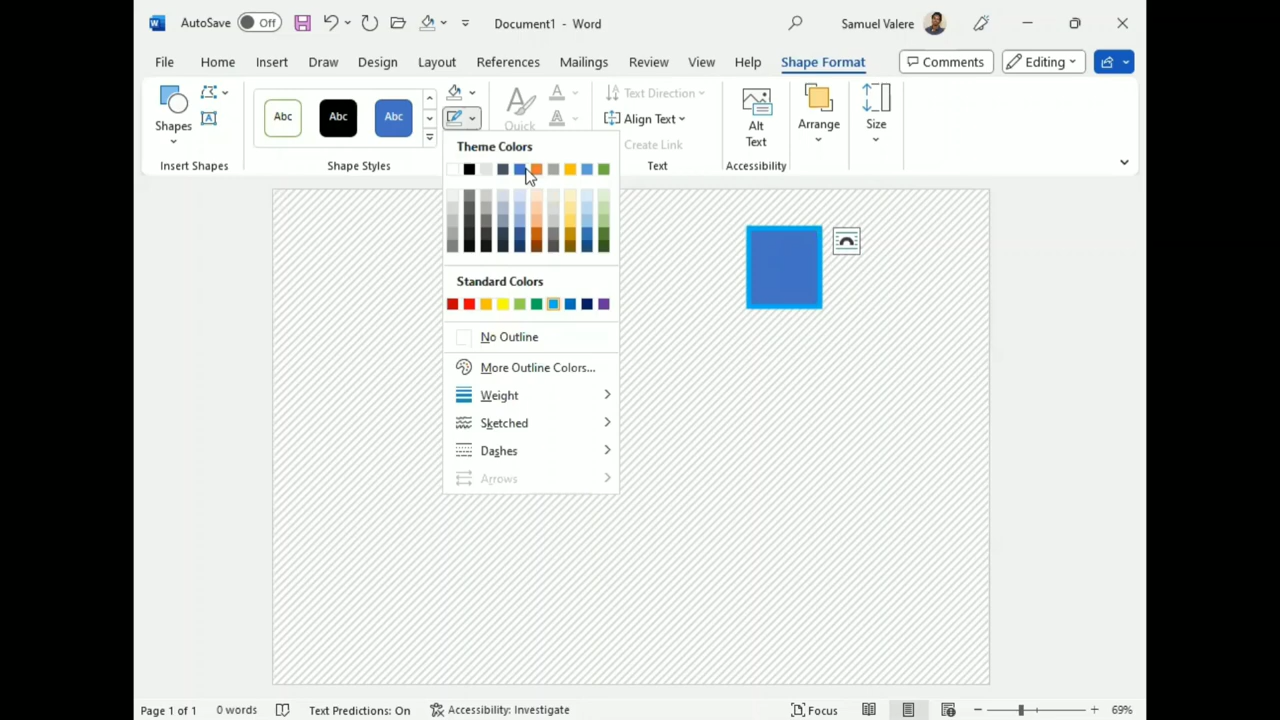 AutoSave Off Document1 - Word Samuel Valere
File Home Insert Draw Design Layout References Mailings Review View Help Shape Format Comments Editing
Abc Abc Abc
Shapes Quick Text Direction Align Text Create Link Alt Text Arrange Size
Insert Shapes Shape Styles Text Accessibility
Theme Colors
Standard Colors
No Outline
More Outline Colors...
Weight
Sketched
Dashes
Arrows
Page 1 of 1 0 words Text Predictions: On Accessibility: Investigate Focus 69%